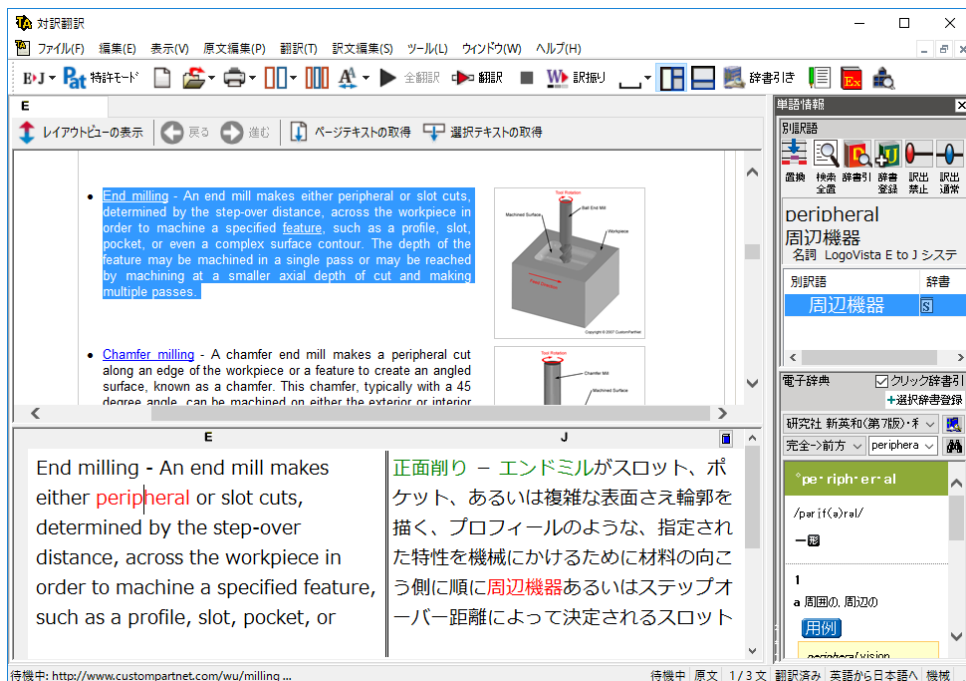 対訳翻訳
ファイル(F) 編集(E) 表示(V) 原文編集(P) 翻訳(T) 訳文編集(S) ツール(L) ウィンドウ(W) ヘルプ(H)
E▸J Pat 特許モード 全翻訳 翻訳 訳振り 辞書引き
E
レイアウトビューの表示 戻る 進む ページテキストの取得 選択テキストの取得
End milling - An end mill makes either peripheral or slot cuts,
determined by the step-over distance, across the workpiece in
order to machine a specified feature, such as a profile, slot,
pocket, or even a complex surface contour. The depth of the
feature may be machined in a single pass or may be reached
by machining at a smaller axial depth of cut and making
multiple passes.
Tool Rotation
Machined Surface
Ball End Mill
Workpiece
Feed Direction
Copyright © 2007 CustomPartNet
Chamfer milling - A chamfer end mill makes a peripheral cut
along an edge of the workpiece or a feature to create an angled
surface, known as a chamfer. This chamfer, typically with a 45
degree angle, can be machined on either the exterior or interior
Tool Rotation
Chamfer Mill
Machined Surface
E
End milling - An end mill makes
either peripheral or slot cuts,
determined by the step-over
distance, across the workpiece in
order to machine a specified feature,
such as a profile, slot, pocket, or
J
正面削り － エンドミルがスロット、ポ
ケット、あるいは複雑な表面さえ輪郭を
描く、プロフィールのような、指定され
た特性を機械にかけるために材料の向こ
う側に順に周辺機器あるいはステップオ
ーバー距離によって決定されるスロット
単語情報
別訳語
置換 検索全置 辞書引 辞書登録 訳出禁止 訳出通常
peripheral
周辺機器
名詞 LogoVista E to J システ
別訳語 辞書
周辺機器 S
電子辞典 クリック辞書引
+選択辞書登録
研究社 新英和(第7版)・
完全->前方 periphera
pe·riph·er·al
/pəríf(ə)rəl/
—形
1
a 周囲の, 周辺の
用例
peripheral vision
待機中: http://www.custompartnet.com/wu/milling ... 待機中 原文 1/3文 翻訳済み 英語から日本語へ 機械